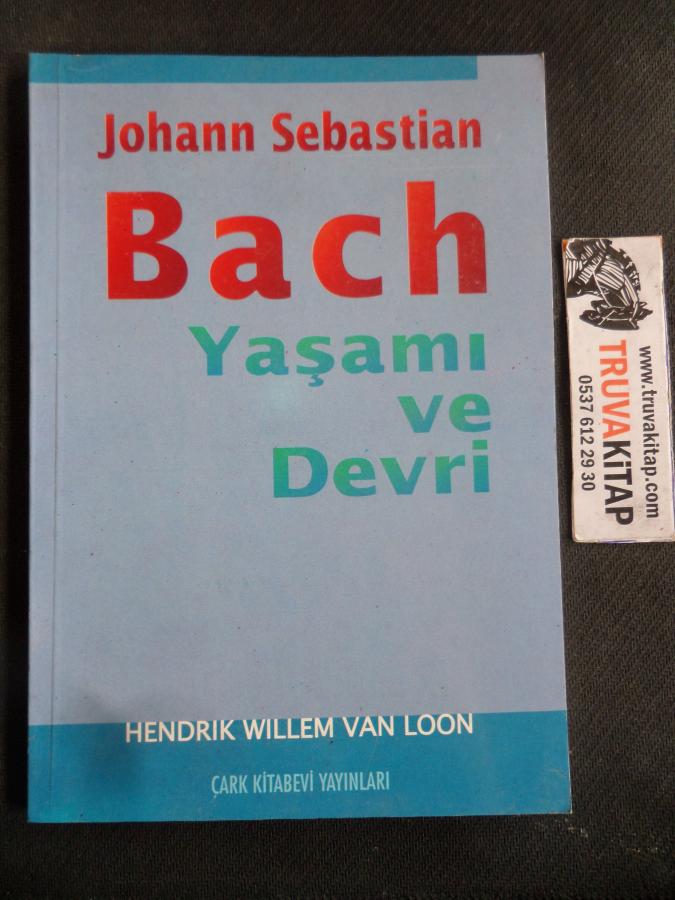 Johann Sebastian
Bach
Yaşamı
ve
Devri
HENDRIK WILLEM VAN LOON
ÇARK KİTABEVİ YAYINLARI
www.truvakitap.com
TRUVAKİTAP
0537 612 29 30